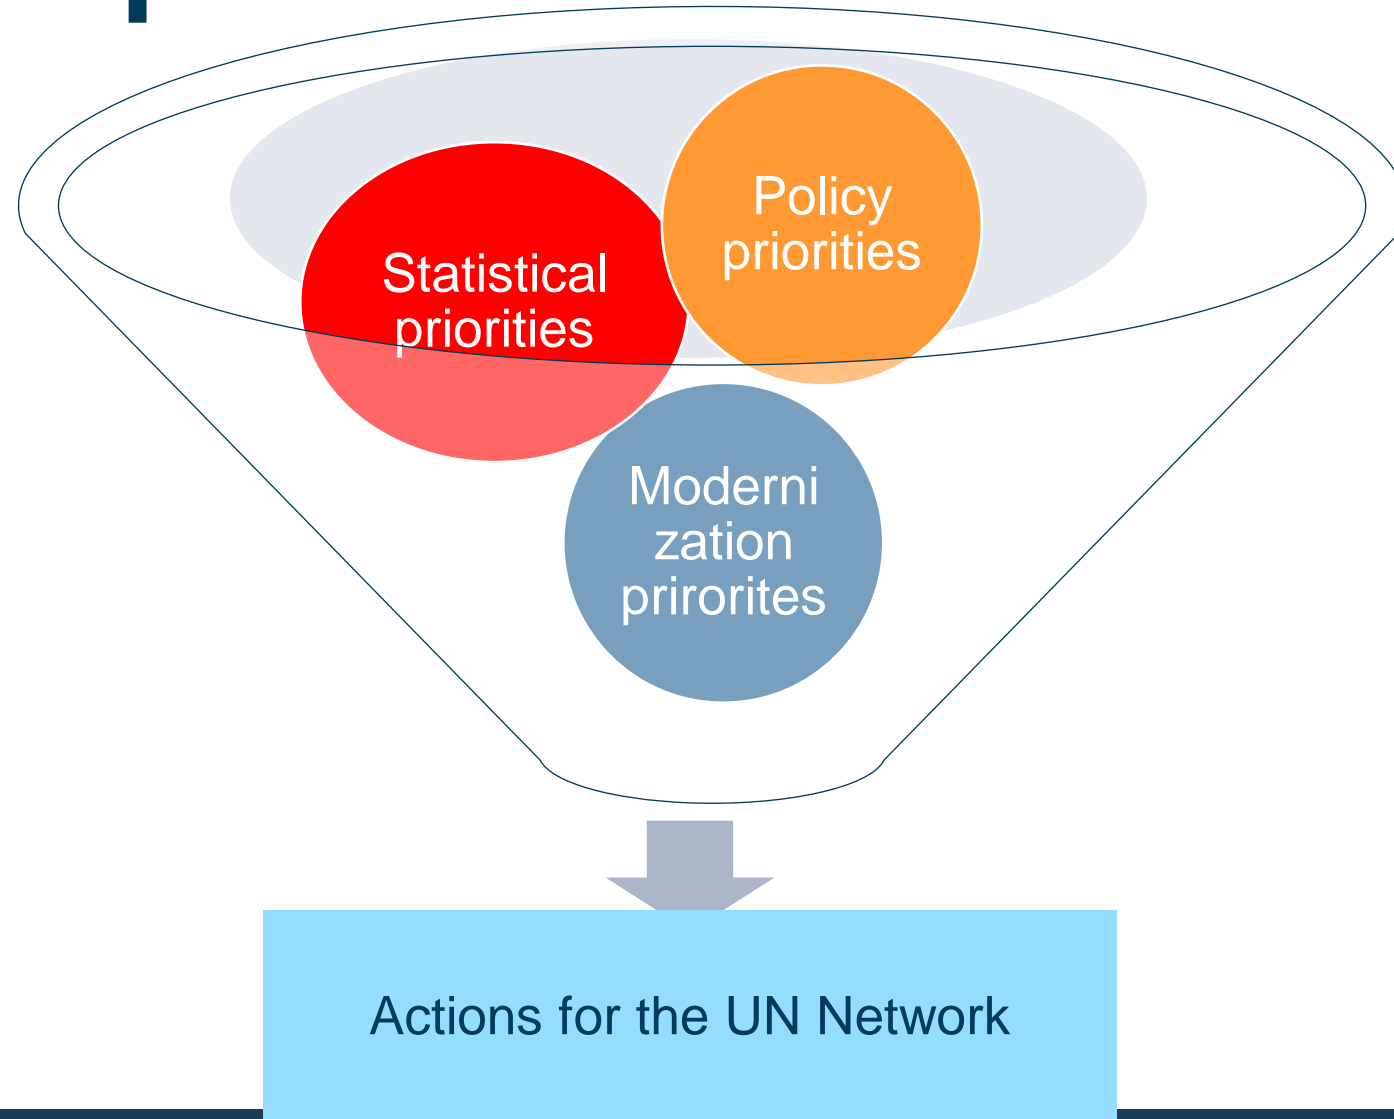 Policy
priorities
Statistical
priorities
Moderni
zation
prirorites
Actions for the UN Network